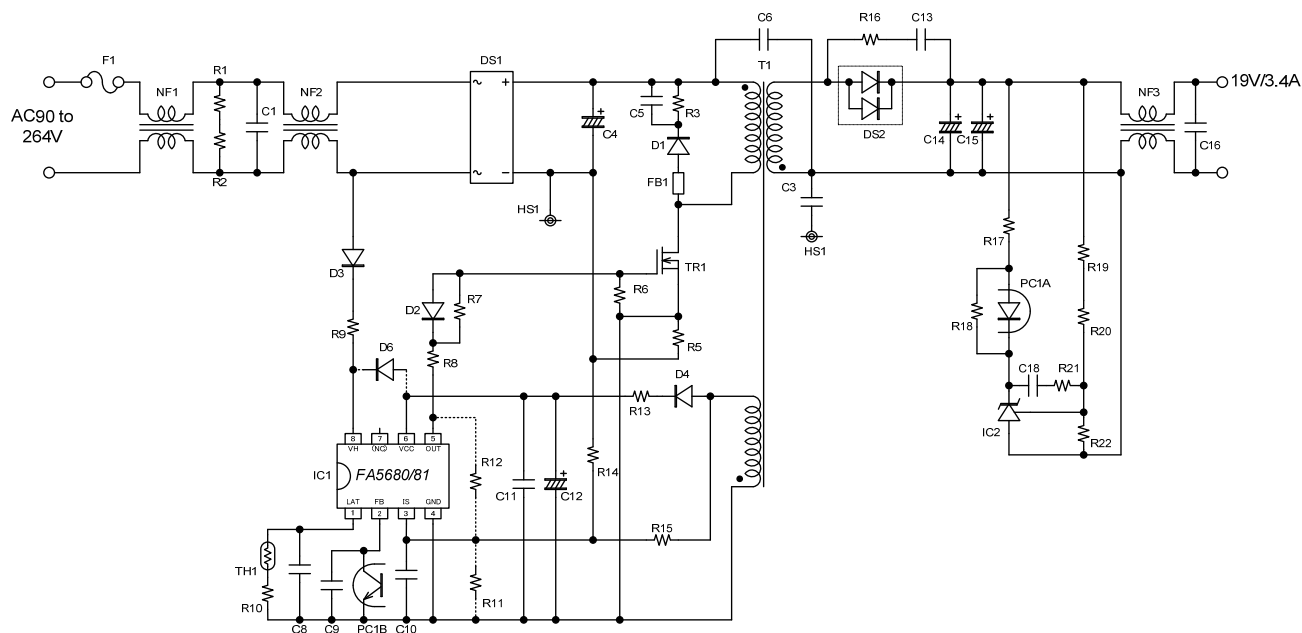 C6
R16
C13
F1
DS1
T1
R1
NF1
NF2
NF3
19V/3.4A
AC90 to
264V
C1
C5
R3
C4
D1
DS2
C14
C15
C16
R2
FB1
C3
HS1
HS1
R17
D3
TR1
R19
PC1A
R6
R7
D2
R18
R20
R9
R5
R8
D6
D4
C18
R21
R13
IC2
R22
8
7
6
5
VH
(NC)
VCC
OUT
R12
R14
IC1
FA5680/81
C11
C12
LAT
FB
IS
GND
1
2
3
4
R15
TH1
R10
R11
C8
C9
PC1B
C10
+
+
+
+
+
−
~
~